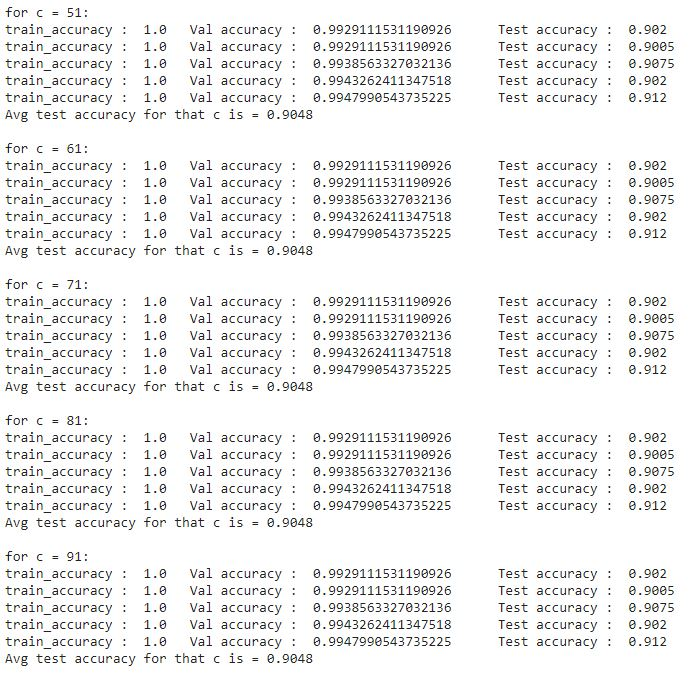 for c = 51:
train_accuracy : 1.0 Val accuracy : 0.9929111531190926 Test accuracy : 0.902
train_accuracy : 1.0 Val accuracy : 0.9929111531190926 Test accuracy : 0.9005
train_accuracy : 1.0 Val accuracy : 0.9938563327032136 Test accuracy : 0.9075
train_accuracy : 1.0 Val accuracy : 0.9943262411347518 Test accuracy : 0.902
train_accuracy : 1.0 Val accuracy : 0.9947990543735225 Test accuracy : 0.912
Avg test accuracy for that c is = 0.9048
for c = 61:
train_accuracy : 1.0 Val accuracy : 0.9929111531190926 Test accuracy : 0.902
train_accuracy : 1.0 Val accuracy : 0.9929111531190926 Test accuracy : 0.9005
train_accuracy : 1.0 Val accuracy : 0.9938563327032136 Test accuracy : 0.9075
train_accuracy : 1.0 Val accuracy : 0.9943262411347518 Test accuracy : 0.902
train_accuracy : 1.0 Val accuracy : 0.9947990543735225 Test accuracy : 0.912
Avg test accuracy for that c is = 0.9048
for c = 71:
train_accuracy : 1.0 Val accuracy : 0.9929111531190926 Test accuracy : 0.902
train_accuracy : 1.0 Val accuracy : 0.9929111531190926 Test accuracy : 0.9005
train_accuracy : 1.0 Val accuracy : 0.9938563327032136 Test accuracy : 0.9075
train_accuracy : 1.0 Val accuracy : 0.9943262411347518 Test accuracy : 0.902
train_accuracy : 1.0 Val accuracy : 0.9947990543735225 Test accuracy : 0.912
Avg test accuracy for that c is = 0.9048
for c = 81:
train_accuracy : 1.0 Val accuracy : 0.9929111531190926 Test accuracy : 0.902
train_accuracy : 1.0 Val accuracy : 0.9929111531190926 Test accuracy : 0.9005
train_accuracy : 1.0 Val accuracy : 0.9938563327032136 Test accuracy : 0.9075
train_accuracy : 1.0 Val accuracy : 0.9943262411347518 Test accuracy : 0.902
train_accuracy : 1.0 Val accuracy : 0.9947990543735225 Test accuracy : 0.912
Avg test accuracy for that c is = 0.9048
for c = 91:
train_accuracy : 1.0 Val accuracy : 0.9929111531190926 Test accuracy : 0.902
train_accuracy : 1.0 Val accuracy : 0.9929111531190926 Test accuracy : 0.9005
train_accuracy : 1.0 Val accuracy : 0.9938563327032136 Test accuracy : 0.9075
train_accuracy : 1.0 Val accuracy : 0.9943262411347518 Test accuracy : 0.902
train_accuracy : 1.0 Val accuracy : 0.9947990543735225 Test accuracy : 0.912
Avg test accuracy for that c is = 0.9048